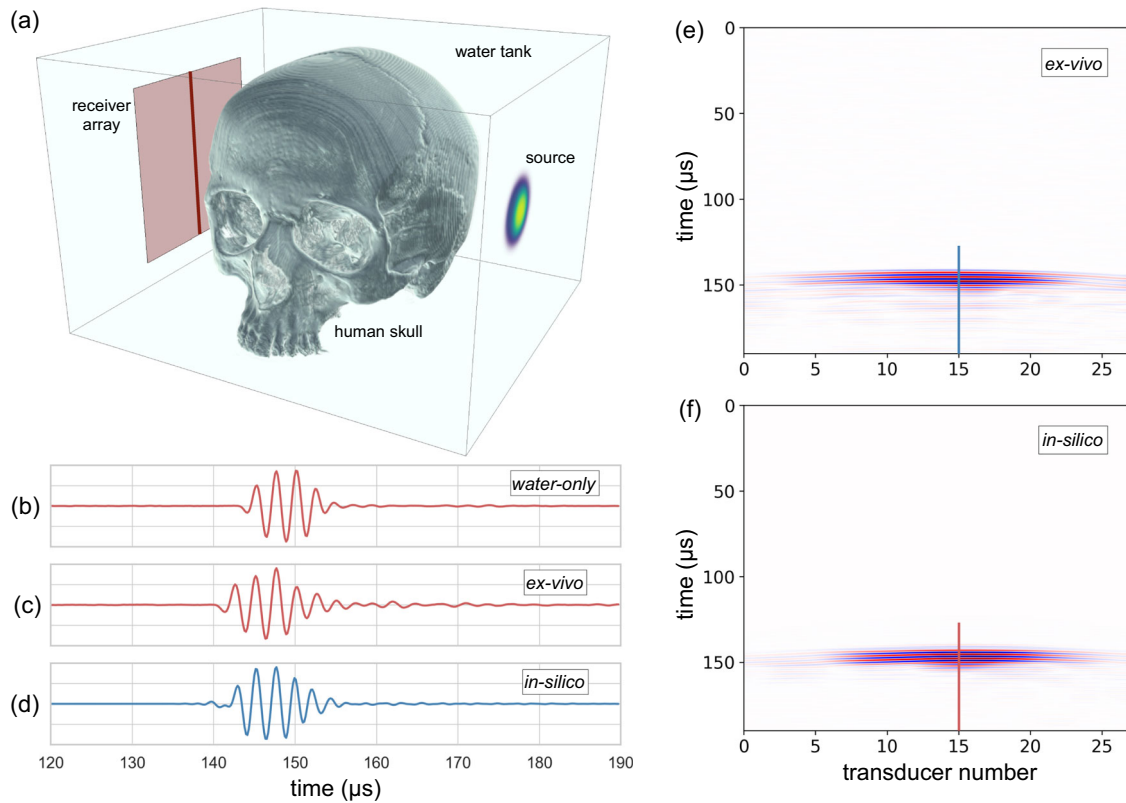 (a)
water tank
receiver
array
source
human skull
(b)
water-only
(c)
ex-vivo
(d)
in-silico
120 130 140 150 160 170 180 190
time (µs)
(e)
ex-vivo
0
50
100
150
time (µs)
0 5 10 15 20 25
(f)
in-silico
0
50
100
150
time (µs)
0 5 10 15 20 25
transducer number